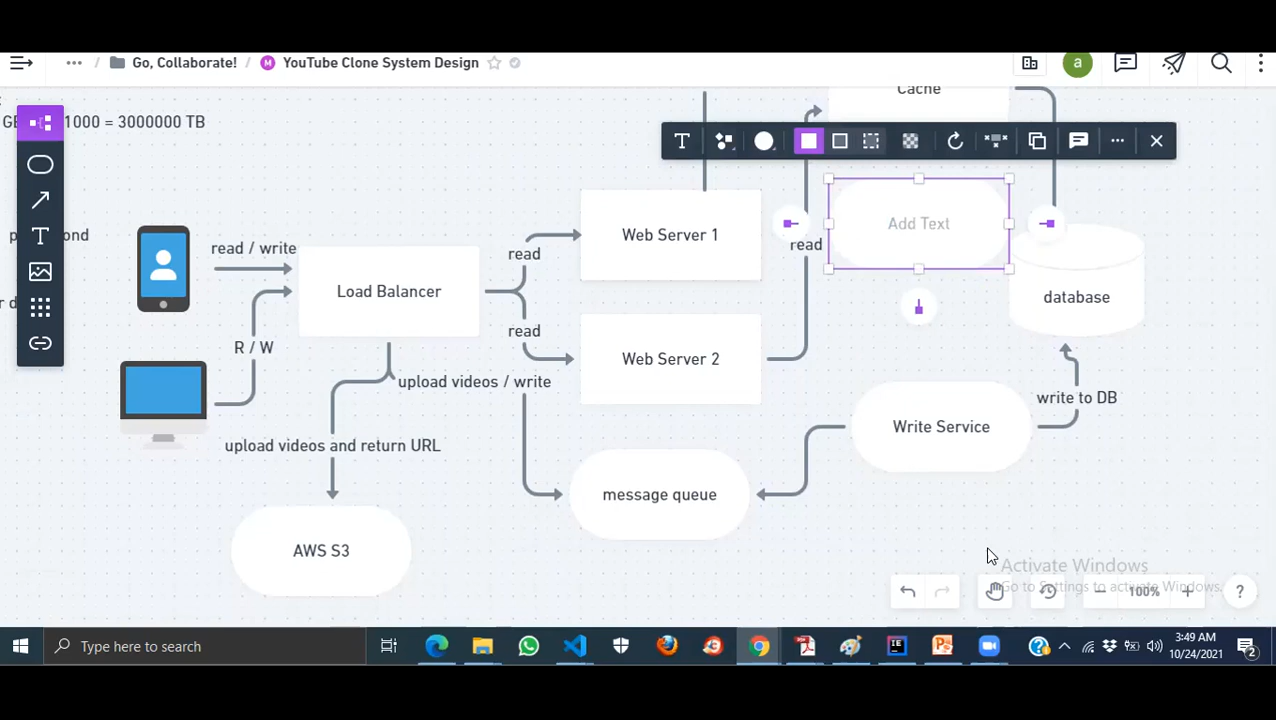 ... / Go, Collaborate! / M YouTube Clone System Design
a
:
GE 1000 = 3000000 TB
Cache
T
Add Text
T
p ond
read / write
read
Web Server 1
read
Load Balancer
database
r d
R / W
read
Web Server 2
upload videos / write
write to DB
Write Service
upload videos and return URL
message queue
AWS S3
Activate Windows
Go to Settings to activate Windows.
100%
?
Type here to search
3:49 AM
10/24/2021
2